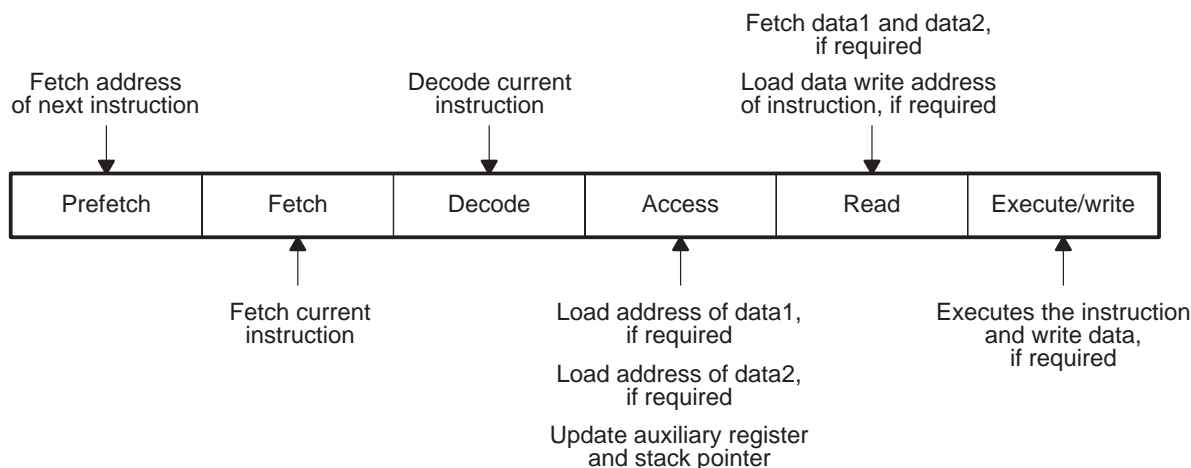 Fetch data1 and data2,
if required
Fetch address
of next instruction
Decode current
instruction
Load data write address
of instruction, if required
Prefetch
Fetch
Decode
Access
Read
Execute/write
Fetch current
instruction
Load address of data1,
if required
Load address of data2,
if required
Update auxiliary register
and stack pointer
Executes the instruction
and write data,
if required